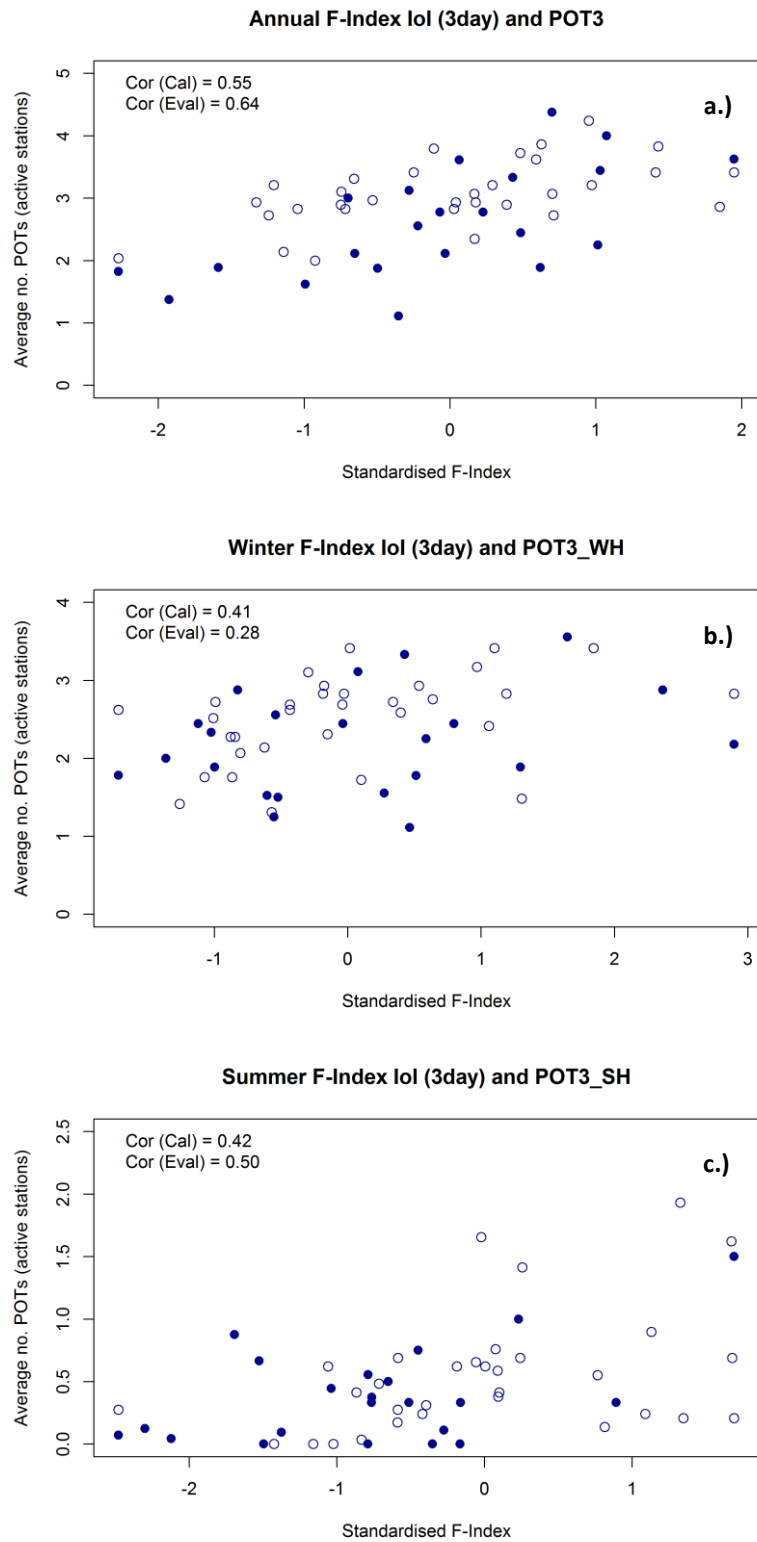 Annual F-Index IoI (3day) and POT3
Cor (Cal) = 0.55
Cor (Eval) = 0.64
a.)
Average no. POTs (active stations)
5
4
3
2
1
0
-2
-1
0
1
2
Standardised F-Index
Winter F-Index IoI (3day) and POT3_WH
Cor (Cal) = 0.41
Cor (Eval) = 0.28
b.)
Average no. POTs (active stations)
4
3
2
1
0
-1
0
1
2
3
Standardised F-Index
Summer F-Index IoI (3day) and POT3_SH
Cor (Cal) = 0.42
Cor (Eval) = 0.50
c.)
Average no. POTs (active stations)
2.5
2.0
1.5
1.0
0.5
0.0
-2
-1
0
1
Standardised F-Index